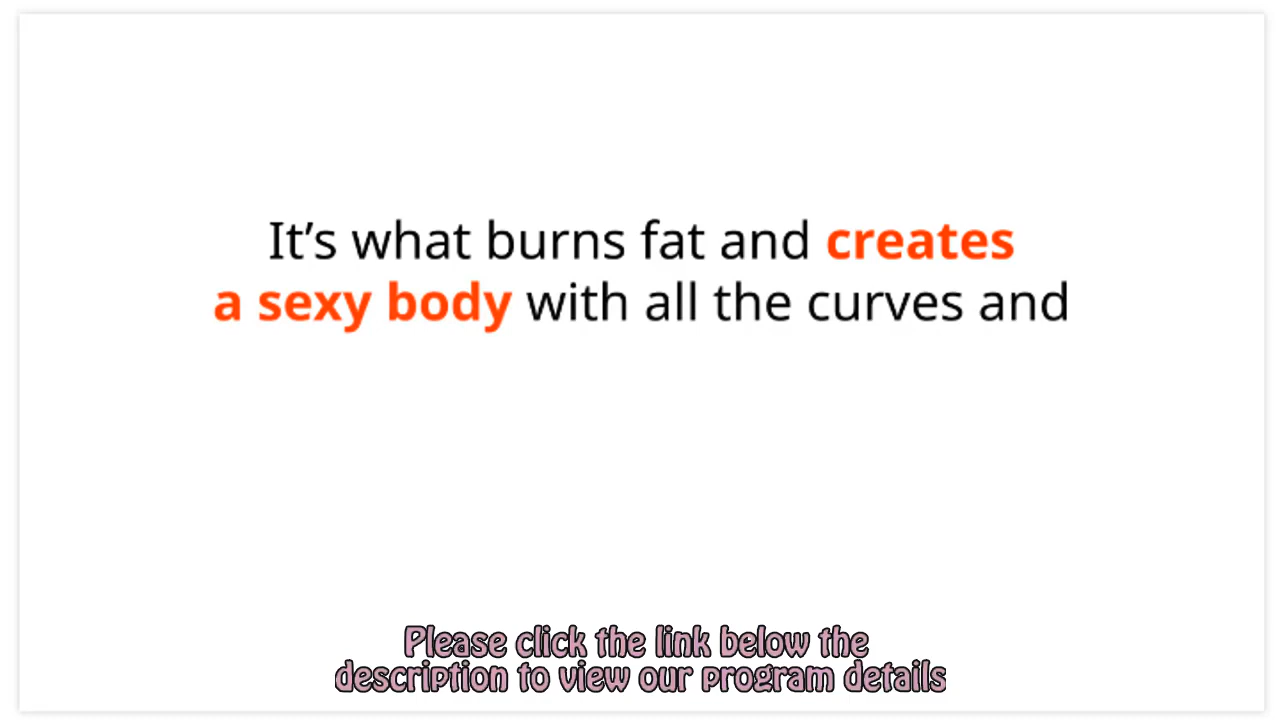 It’s what burns fat and creates
a sexy body with all the curves and
Please click the link below the
description to view our program details